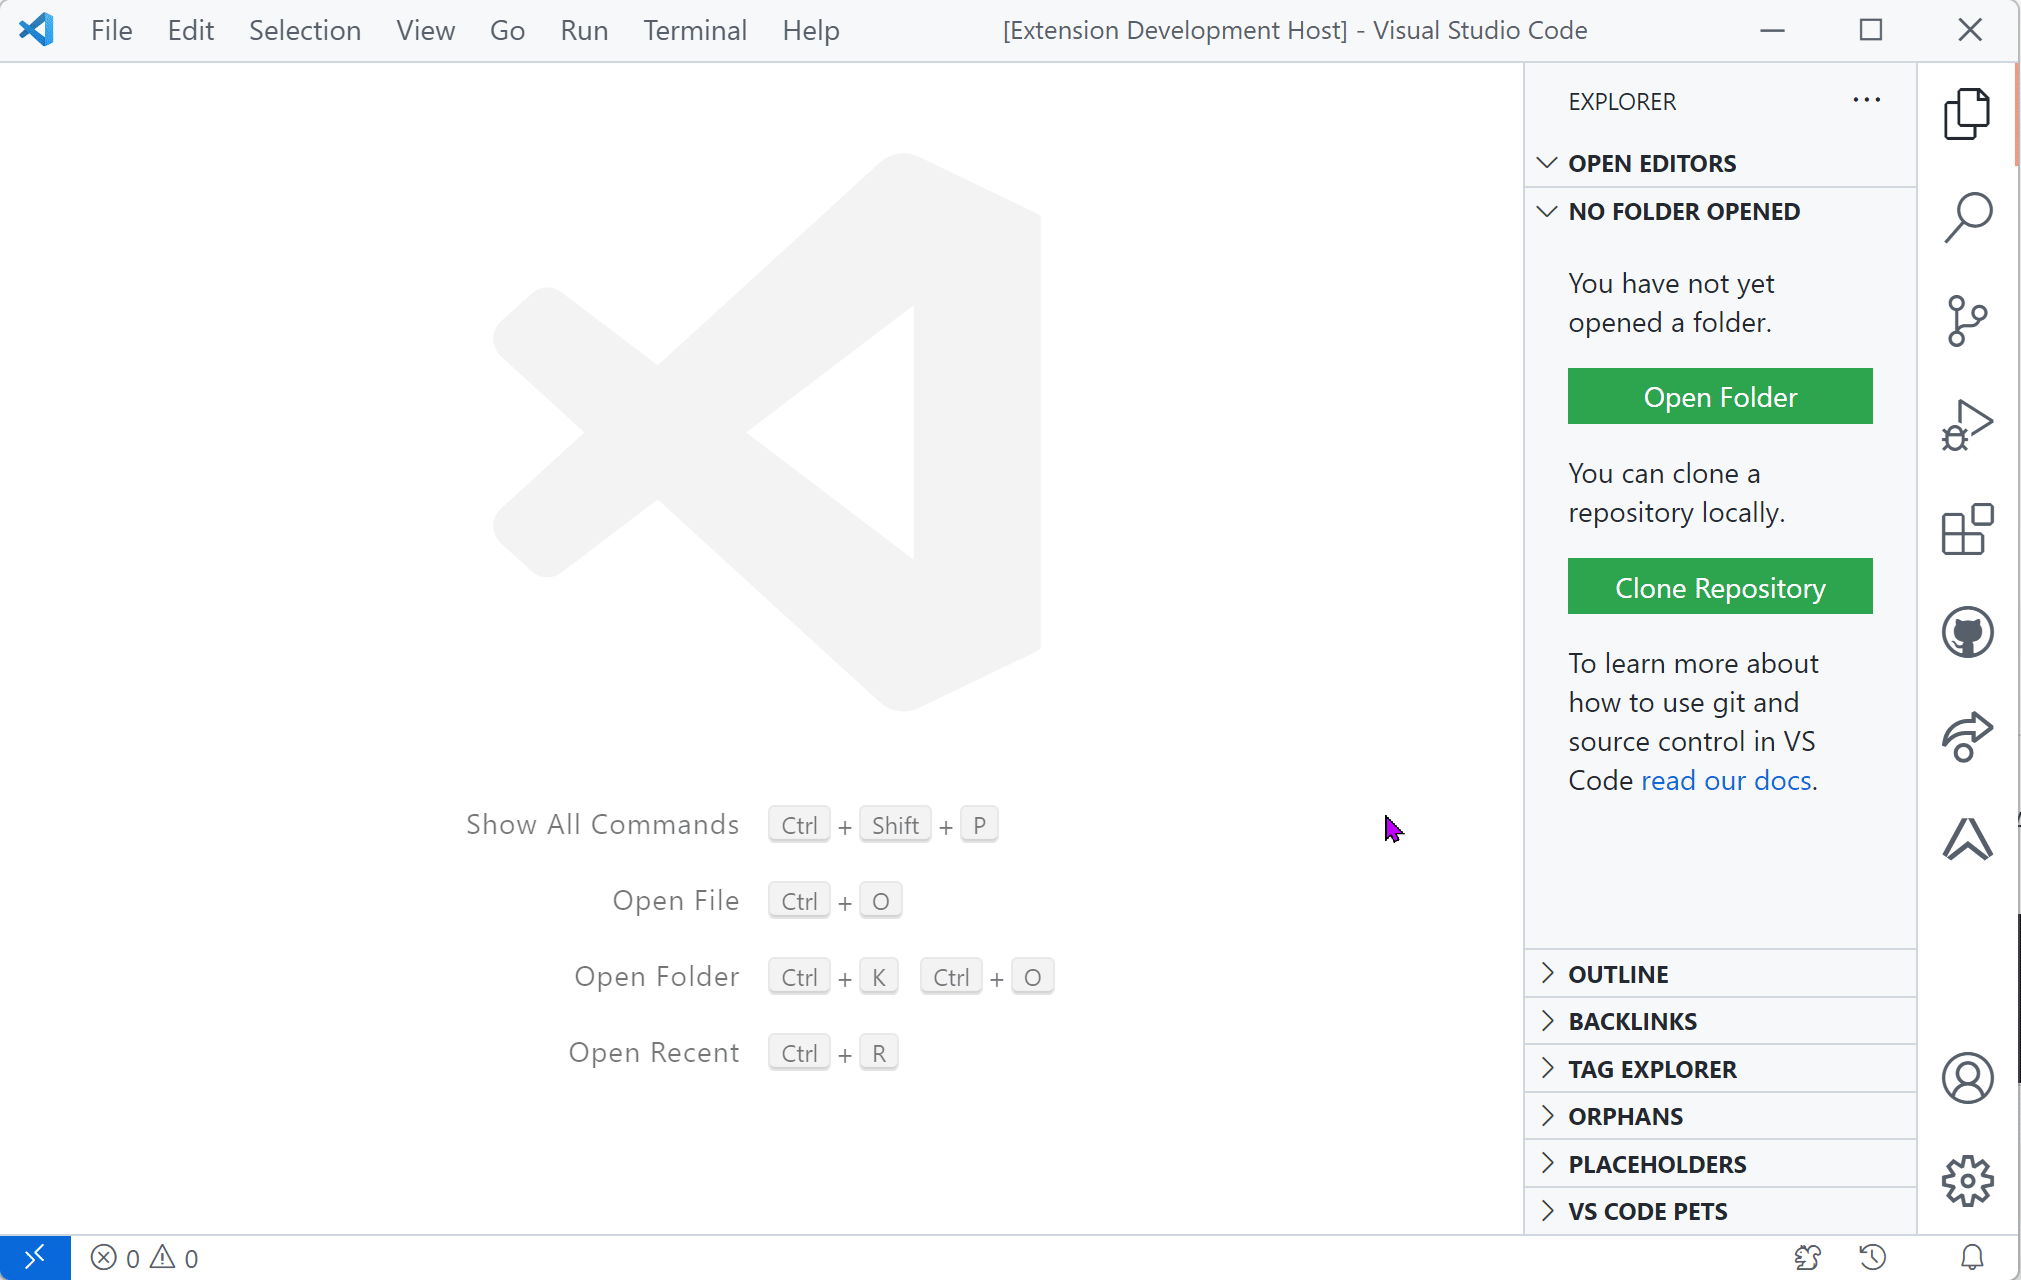 File Edit Selection View Go Run Terminal Help [Extension Development Host] - Visual Studio Code
Show All Commands Ctrl + Shift + P
Open File Ctrl + O
Open Folder Ctrl + K Ctrl + O
Open Recent Ctrl + R
EXPLORER
OPEN EDITORS
NO FOLDER OPENED
You have not yet
opened a folder.
Open Folder
You can clone a
repository locally.
Clone Repository
To learn more about
how to use git and
source control in VS
Code read our docs.
OUTLINE
BACKLINKS
TAG EXPLORER
ORPHANS
PLACEHOLDERS
VS CODE PETS
0 0